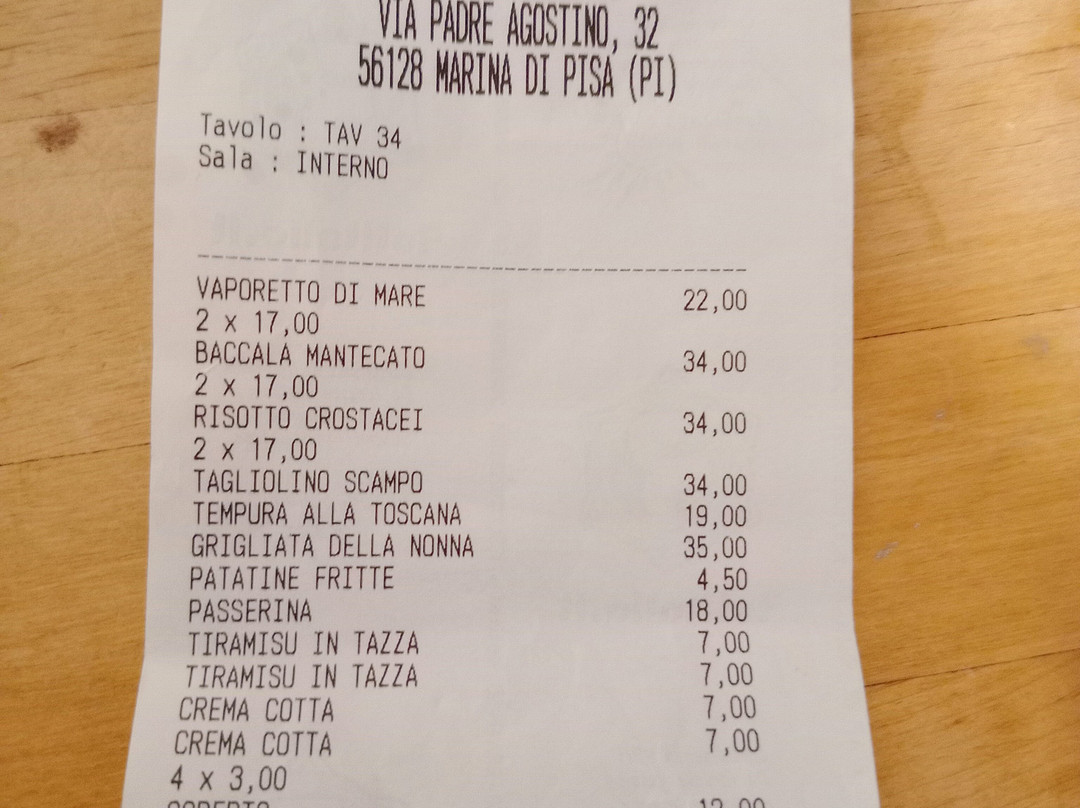 VIA PADRE AGOSTINO, 32
56128 MARINA DI PISA (PI)
Tavolo : TAV 34
Sala : INTERNO
VAPORETTO DI MARE 22,00
2 x 17,00
BACCALÀ MANTECATO 34,00
2 x 17,00
RISOTTO CROSTACEI 34,00
2 x 17,00
TAGLIOLINO SCAMPO 34,00
TEMPURA ALLA TOSCANA 19,00
GRIGLIATA DELLA NONNA 35,00
PATATINE FRITTE 4,50
PASSERINA 18,00
TIRAMISU IN TAZZA 7,00
TIRAMISU IN TAZZA 7,00
CREMA COTTA 7,00
CREMA COTTA 7,00
4 x 3,00
COPERTO 12,00